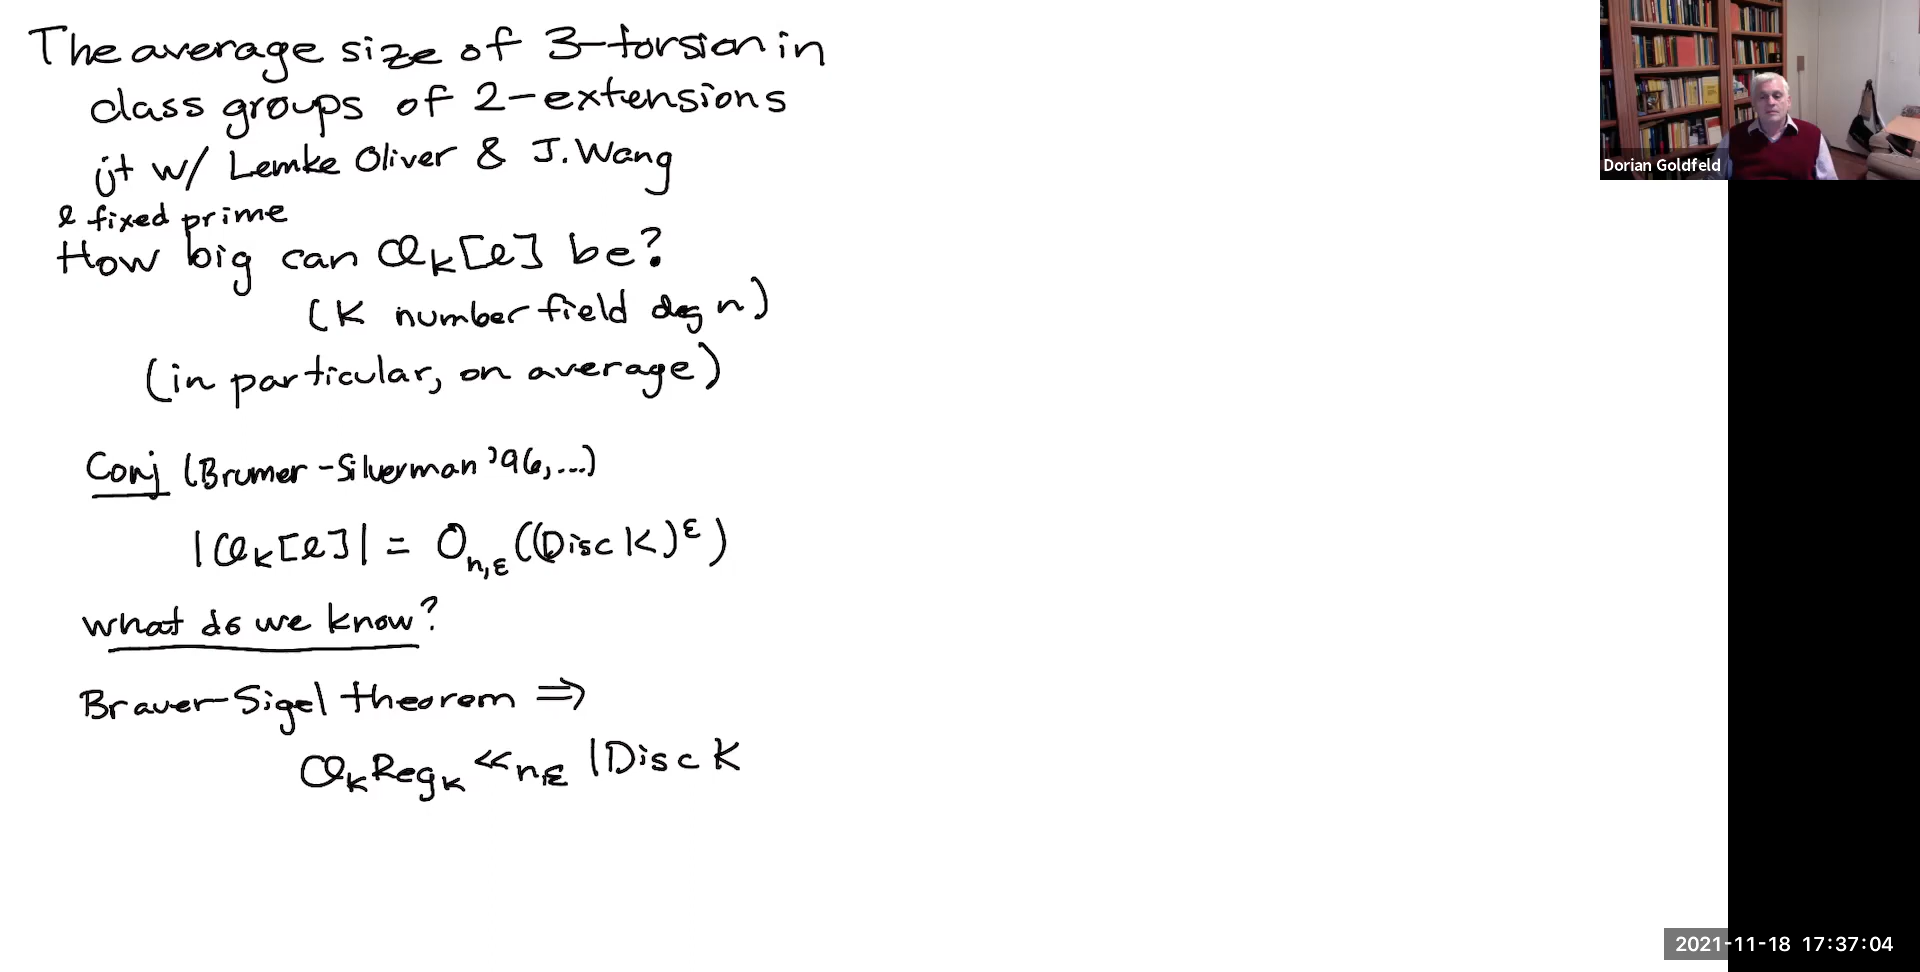 The average size of 3-torsion in
class groups of 2-extensions
jt w/ Lemke Oliver & J. Wang
ℓ fixed prime
How big can Cl_K[ℓ] be?
(K number field deg n)
(in particular, on average)
Conj (Brumer-Silverman '96,...)
|Cl_K[ℓ]| = O_{n,ε}((Disc K)^ε)
what do we know?
Brauer-Sigel theorem ⇒
Cl_K Reg_K ≪_{n ε} |Disc K
Dorian Goldfeld
2021-11-18 17:37:04